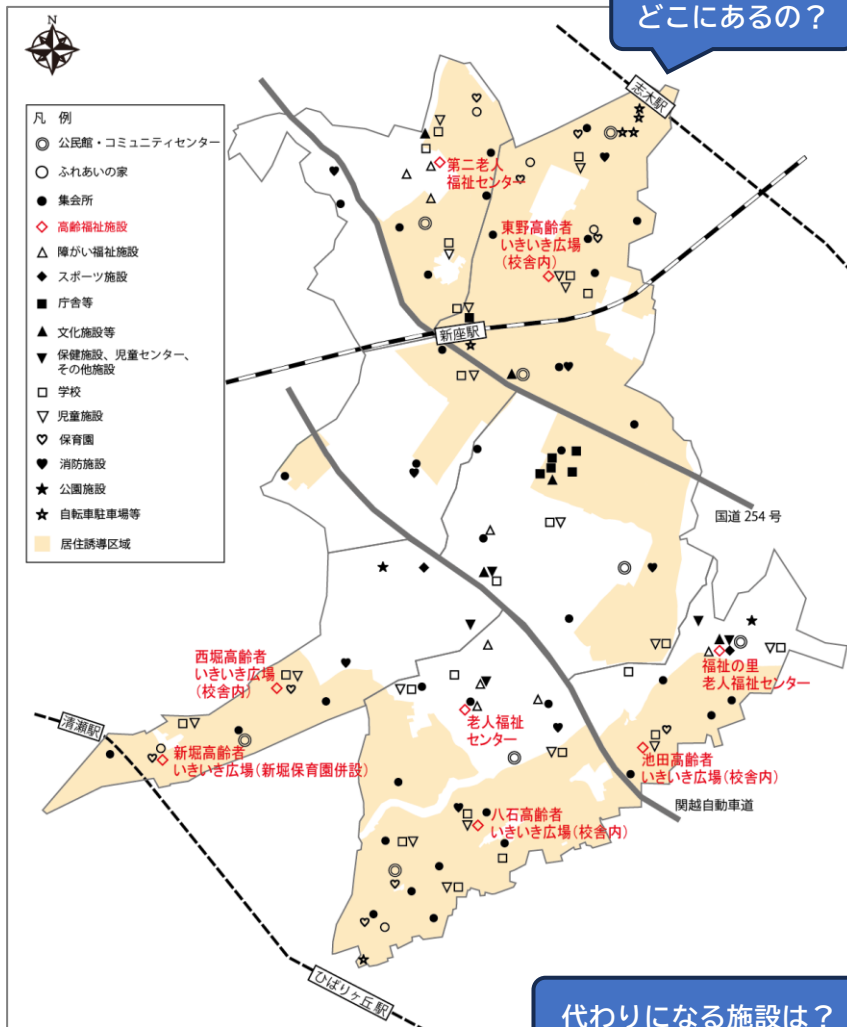 どこにあるの？
N
志木駅
凡 例
公民館・コミュニティセンター
ふれあいの家
集会所
高齢福祉施設
障がい福祉施設
スポーツ施設
庁舎等
文化施設等
保健施設、児童センター、
その他施設
学校
児童施設
保育園
消防施設
公園施設
自転車駐車場等
居住誘導区域
第二老人
福祉センター
東野高齢者
いきいき広場
（校舎内）
新座駅
国道 254 号
西堀高齢者
いきいき広場
（校舎内）
福祉の里
老人福祉センター
清瀬駅
老人福祉
センター
新堀高齢者
いきいき広場（新堀保育園併設）
池田高齢者
いきいき広場（校舎内）
関越自動車道
八石高齢者
いきいき広場（校舎内）
ひばりヶ丘駅
代わりになる施設は？